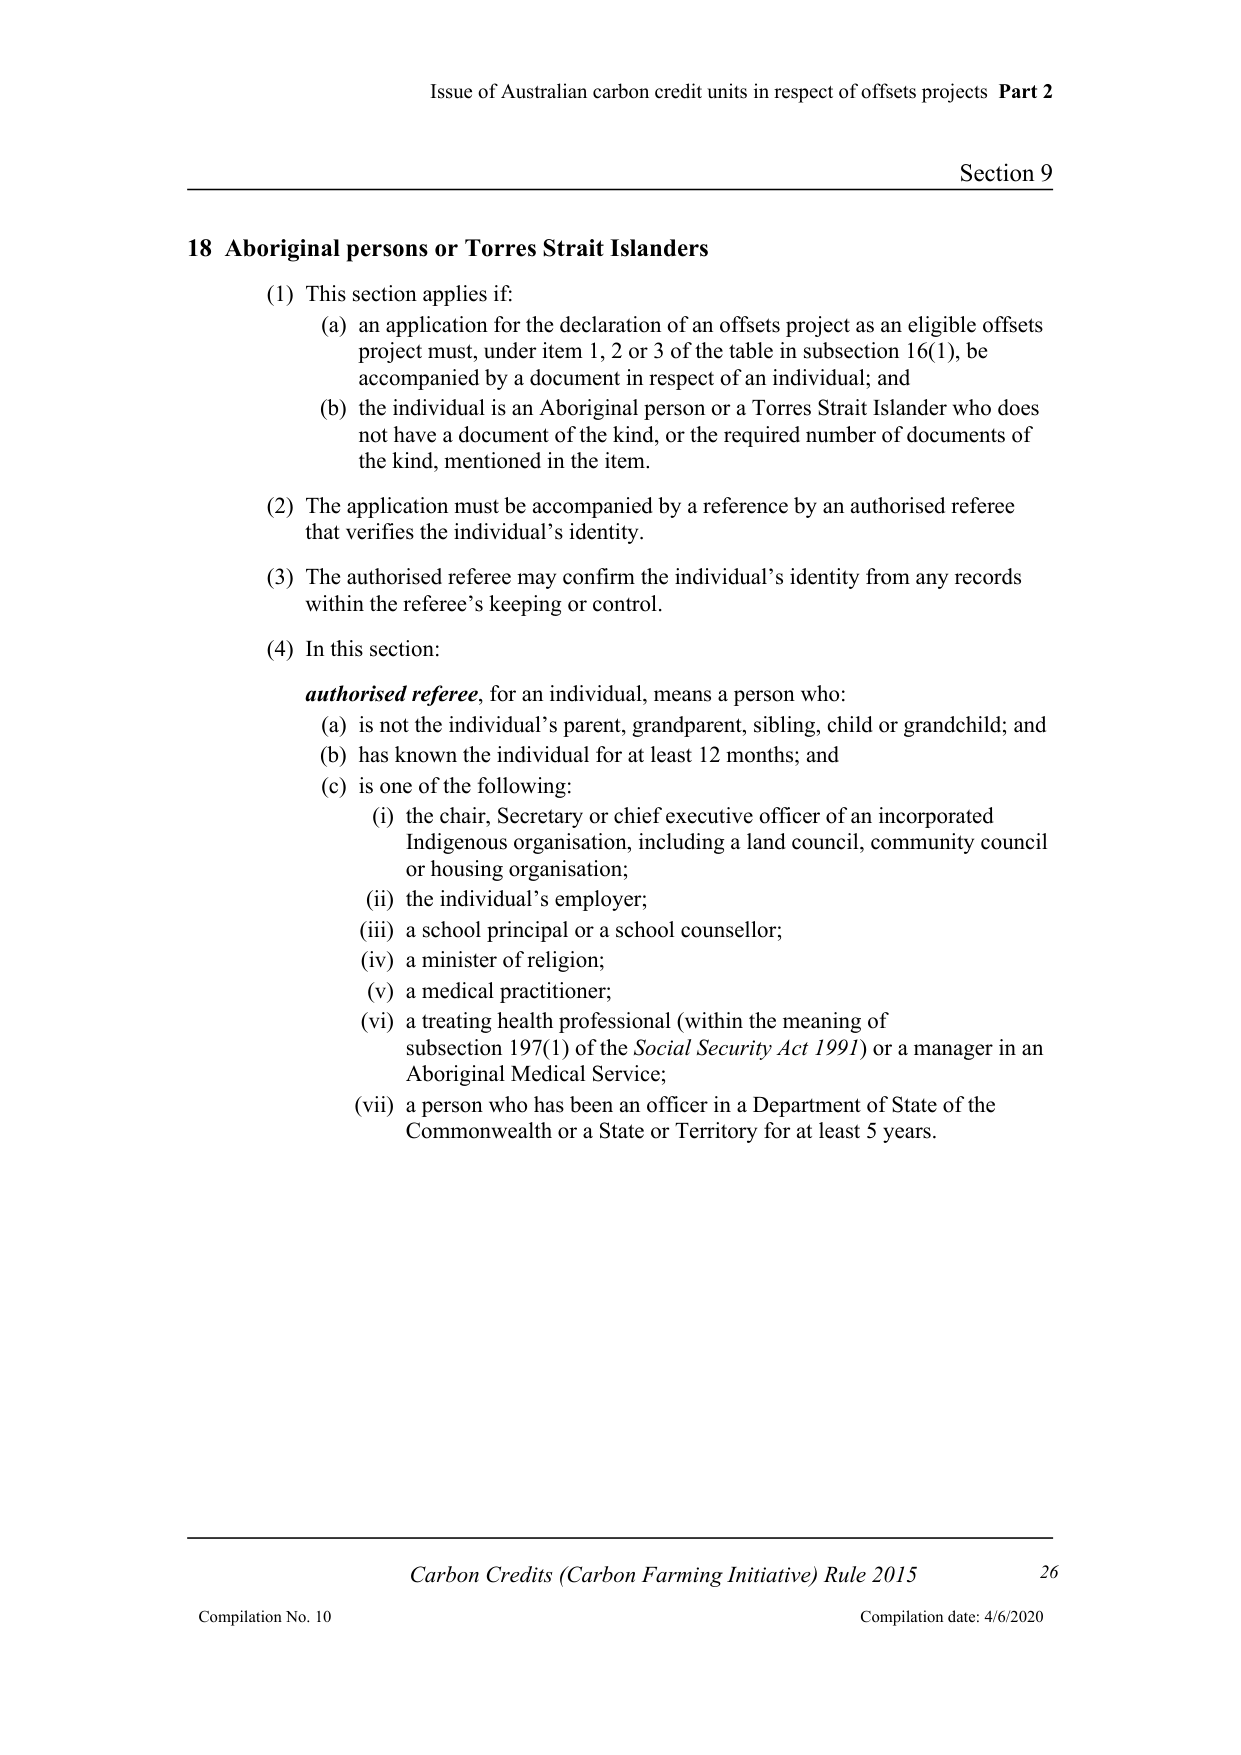 Issue of Australian carbon credit units in respect of offsets projects Part 2
Section 9
18 Aboriginal persons or Torres Strait Islanders
(1) This section applies if:
(a) an application for the declaration of an offsets project as an eligible offsets
project must, under item 1, 2 or 3 of the table in subsection 16(1), be
accompanied by a document in respect of an individual; and
(b) the individual is an Aboriginal person or a Torres Strait Islander who does
not have a document of the kind, or the required number of documents of
the kind, mentioned in the item.
(2) The application must be accompanied by a reference by an authorised referee
that verifies the individual’s identity.
(3) The authorised referee may confirm the individual’s identity from any records
within the referee’s keeping or control.
(4) In this section:
authorised referee, for an individual, means a person who:
(a) is not the individual’s parent, grandparent, sibling, child or grandchild; and
(b) has known the individual for at least 12 months; and
(c) is one of the following:
(i) the chair, Secretary or chief executive officer of an incorporated
Indigenous organisation, including a land council, community council
or housing organisation;
(ii) the individual’s employer;
(iii) a school principal or a school counsellor;
(iv) a minister of religion;
(v) a medical practitioner;
(vi) a treating health professional (within the meaning of
subsection 197(1) of the Social Security Act 1991) or a manager in an
Aboriginal Medical Service;
(vii) a person who has been an officer in a Department of State of the
Commonwealth or a State or Territory for at least 5 years.
Carbon Credits (Carbon Farming Initiative) Rule 2015 26
Compilation No. 10 Compilation date: 4/6/2020